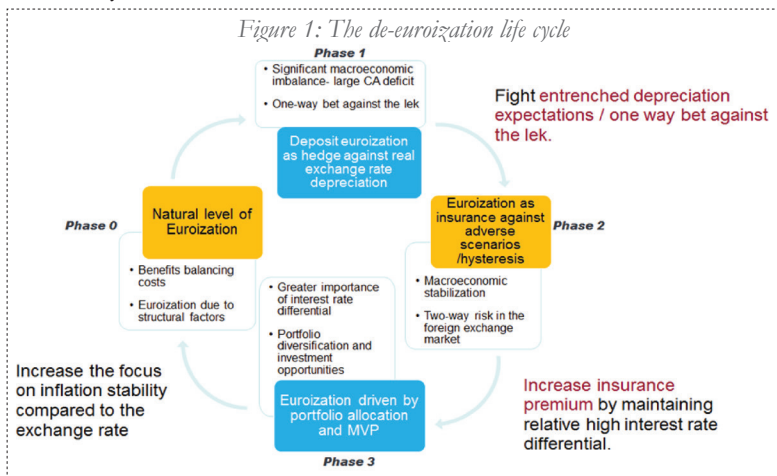 Figure 1: The de-euroization life cycle
Phase 1
• Significant macroeconomic
imbalance- large CA deficit
• One-way bet against the lek
Deposit euroization
as hedge against real
exchange rate
depreciation
Fight entrenched depreciation
expectations / one way bet against
the lek.
Phase 0
Natural level of
Euroization
• Benefits balancing
costs
• Euroization due to
structural factors
Euroization as
insurance against
adverse
scenarios
/hysteresis
Phase 2
• Macroeconomic
stabilization
• Two-way risk in the
foreign exchange
market
• Greater importance
of interest rate
differential
• Portfolio
diversification and
investment
opportunities
Euroization driven by
portfolio allocation
and MVP
Phase 3
Increase the focus
on inflation stability
compared to the
exchange rate
Increase insurance
premium by maintaining
relative high interest rate
differential.